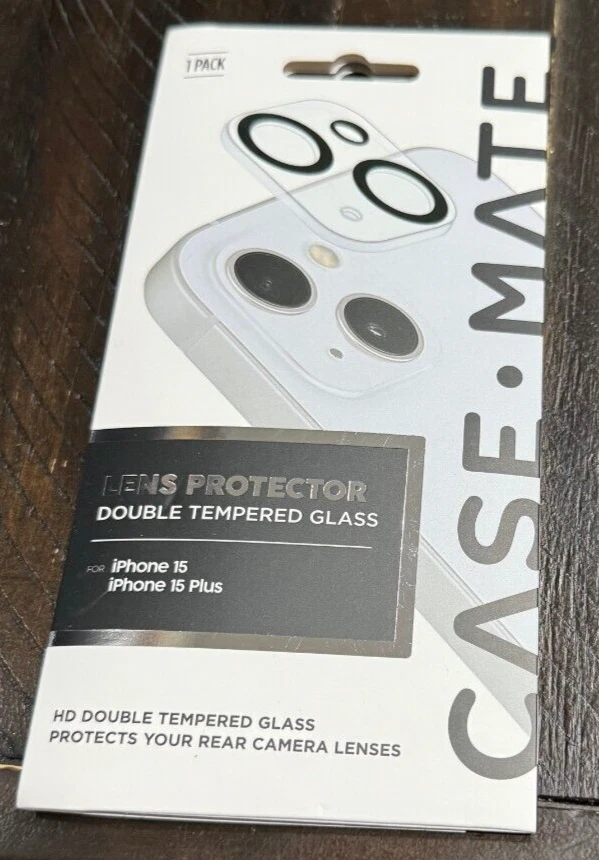 1 PACK
CASE•MATE
LENS PROTECTOR
DOUBLE TEMPERED GLASS
FOR iPhone 15
iPhone 15 Plus
HD DOUBLE TEMPERED GLASS
PROTECTS YOUR REAR CAMERA LENSES